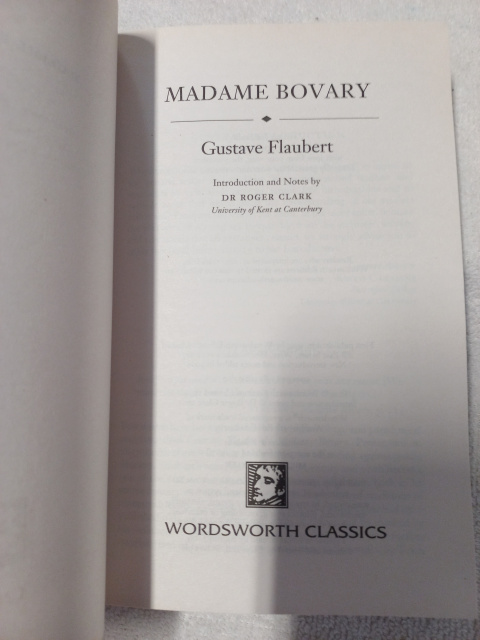 MADAME BOVARY
Gustave Flaubert
Introduction and Notes by
DR ROGER CLARK
University of Kent at Canterbury
WORDSWORTH CLASSICS